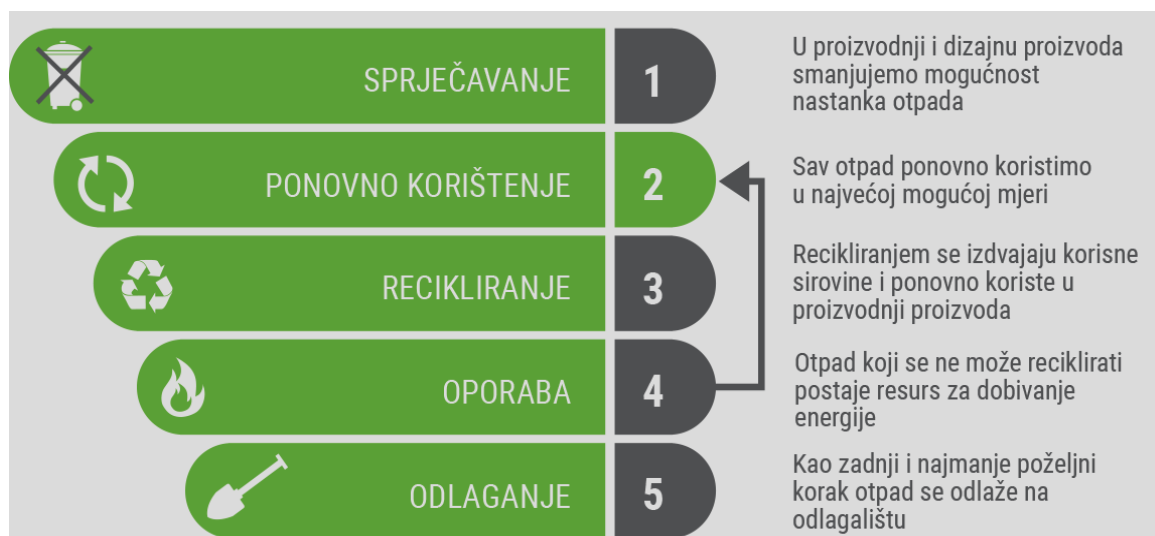 SPRJEČAVANJE
1
U proizvodnji i dizajnu proizvoda
smanjujemo mogućnost
nastanka otpada
PONOVNO KORIŠTENJE
2
Sav otpad ponovno koristimo
u najvećoj mogućoj mjeri
RECIKLIRANJE
3
Recikliranjem se izdvajaju korisne
sirovine i ponovno koriste u
proizvodnji proizvoda
OPORABA
4
Otpad koji se ne može reciklirati
postaje resurs za dobivanje
energije
ODLAGANJE
5
Kao zadnji i najmanje poželjni
korak otpad se odlaže na
odlagalištu